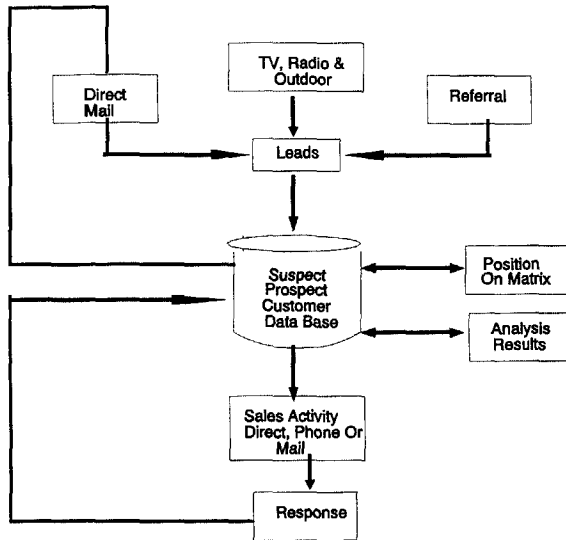 TV, Radio &
Outdoor
Direct
Mail
Referral
Leads
Suspect
Prospect
Customer
Data Base
Position
On Matrix
Analysis
Results
Sales Activity
Direct, Phone Or
Mail
Response